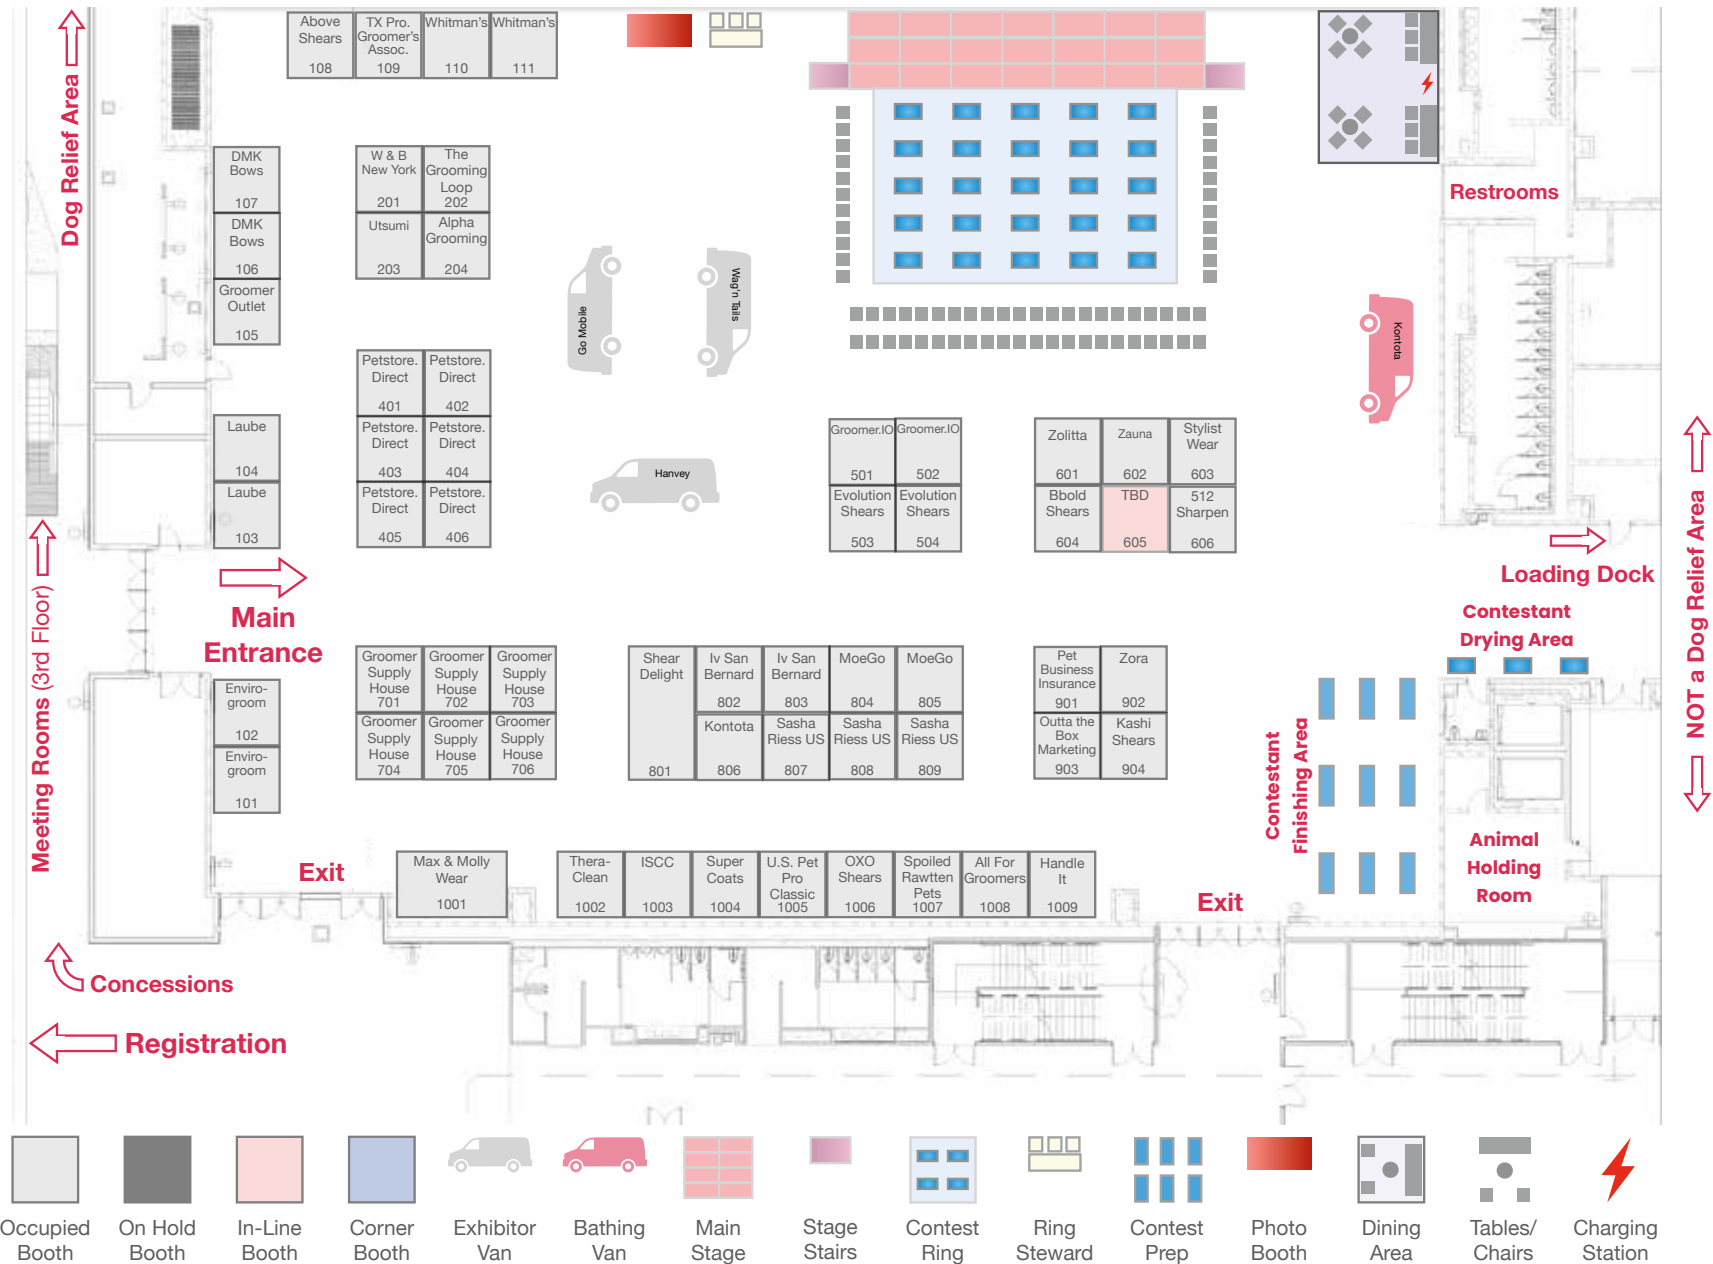 Above
Shears
108
TX Pro.
Groomer's
Assoc.
109
Whitman's
110
Whitman's
111
Dog Relief Area
DMK
Bows
107
DMK
Bows
106
Groomer
Outlet
105
W & B
New York
201
The
Grooming
Loop
202
Utsumi
203
Alpha
Grooming
204
Go Mobile
Wag'n Tails
Kontota
Restrooms
Petstore.
Direct
401
Petstore.
Direct
402
Petstore.
Direct
403
Petstore.
Direct
404
Petstore.
Direct
405
Petstore.
Direct
406
Laube
104
Laube
103
Hanvey
Groomer.IO
501
Groomer.IO
502
Evolution
Shears
503
Evolution
Shears
504
Zolitta
601
Zauna
602
Stylist
Wear
603
Bbold
Shears
604
TBD
605
512
Sharpen
606
Loading Dock
NOT a Dog Relief Area
Meeting Rooms (3rd Floor)
Main
Entrance
Contestant
Drying Area
Enviro-
groom
102
Enviro-
groom
101
Groomer
Supply
House
701
Groomer
Supply
House
702
Groomer
Supply
House
703
Groomer
Supply
House
704
Groomer
Supply
House
705
Groomer
Supply
House
706
Shear
Delight
801
Iv San
Bernard
802
Iv San
Bernard
803
MoeGo
804
MoeGo
805
Kontota
806
Sasha
Riess US
807
Sasha
Riess US
808
Sasha
Riess US
809
Pet
Business
Insurance
901
Zora
902
Outta the
Box
Marketing
903
Kashi
Shears
904
Contestant
Finishing Area
Animal
Holding
Room
Exit
Max & Molly
Wear
1001
Thera-
Clean
1002
ISCC
1003
Super
Coats
1004
U.S. Pet
Pro
Classic
1005
OXO
Shears
1006
Spoiled
Rawtten
Pets
1007
All For
Groomers
1008
Handle
It
1009
Exit
Concessions
Registration
Occupied
Booth
On Hold
Booth
In-Line
Booth
Corner
Booth
Exhibitor
Van
Bathing
Van
Main
Stage
Stage
Stairs
Contest
Ring
Ring
Steward
Contest
Prep
Photo
Booth
Dining
Area
Tables/
Chairs
Charging
Station